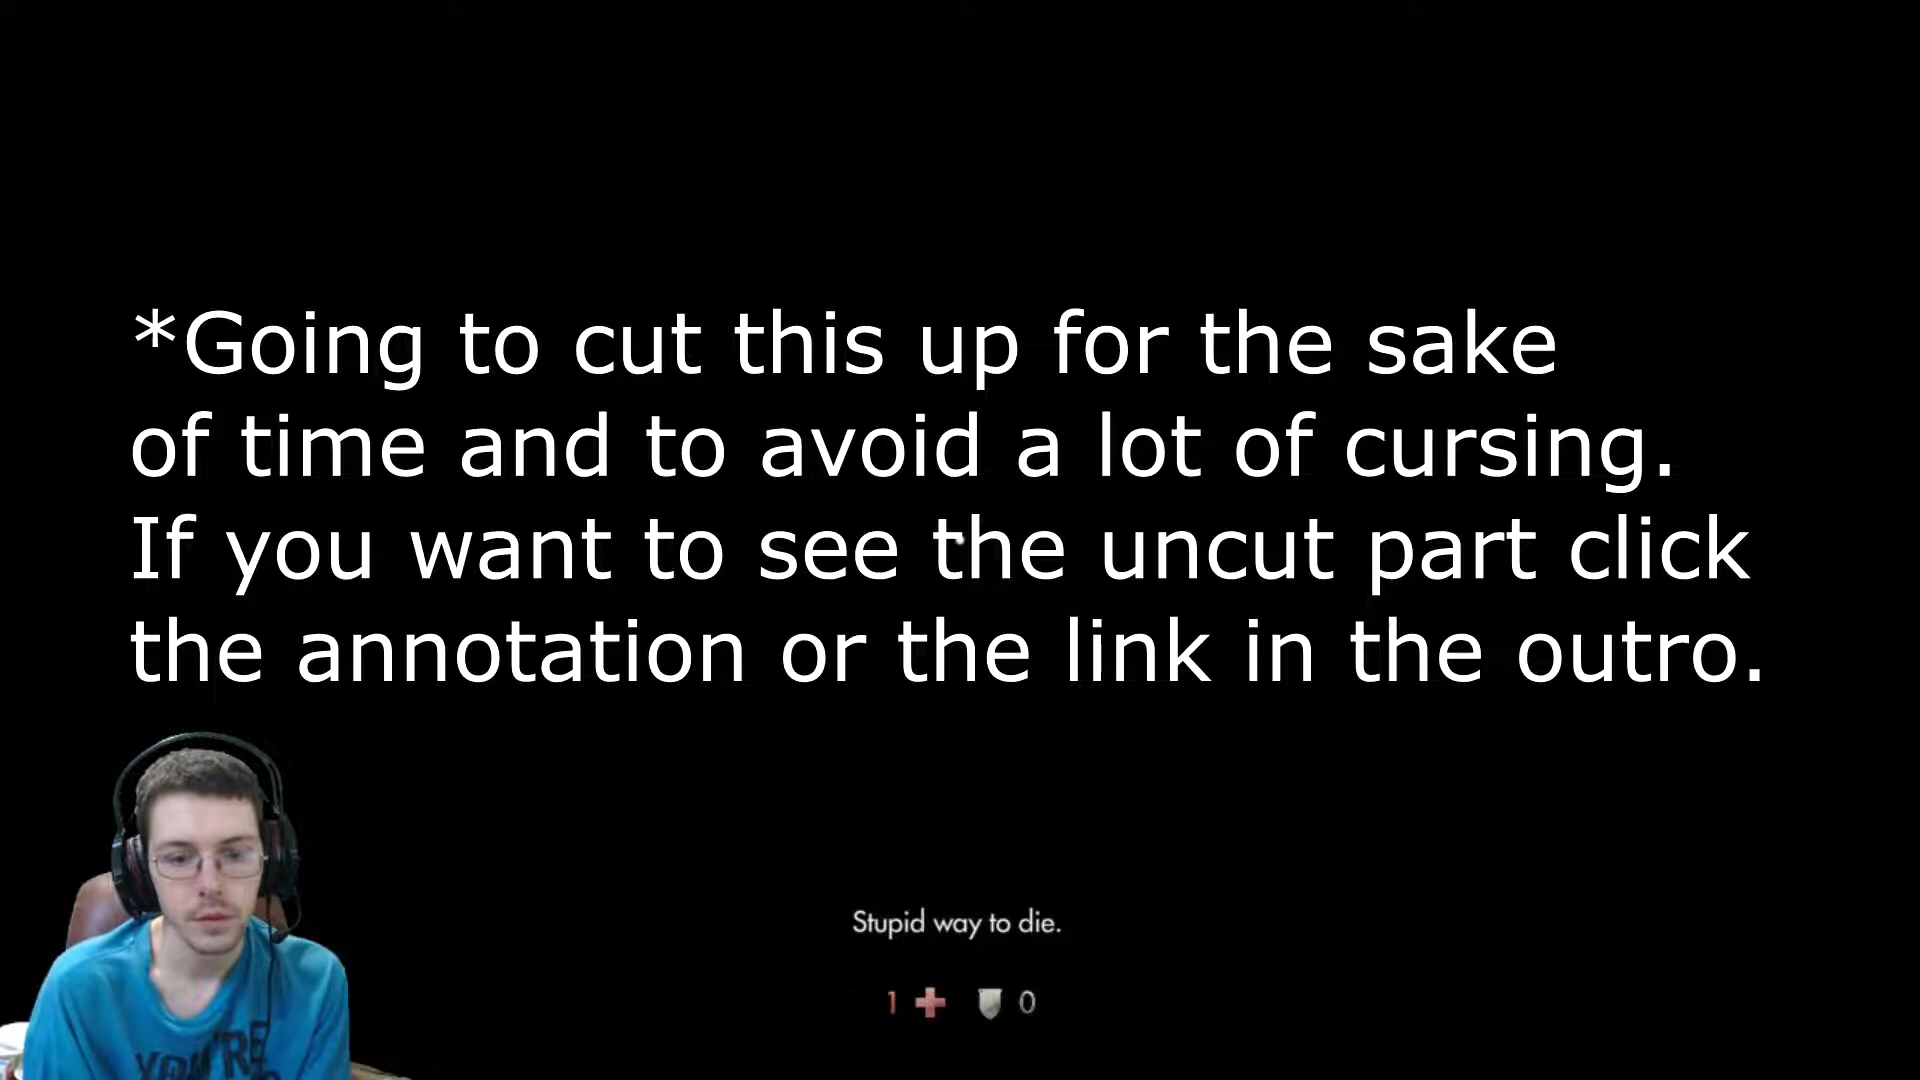 *Going to cut this up for the sake
of time and to avoid a lot of cursing.
If you want to see the uncut part click
the annotation or the link in the outro.
Stupid way to die.
1 0
YOU'RE